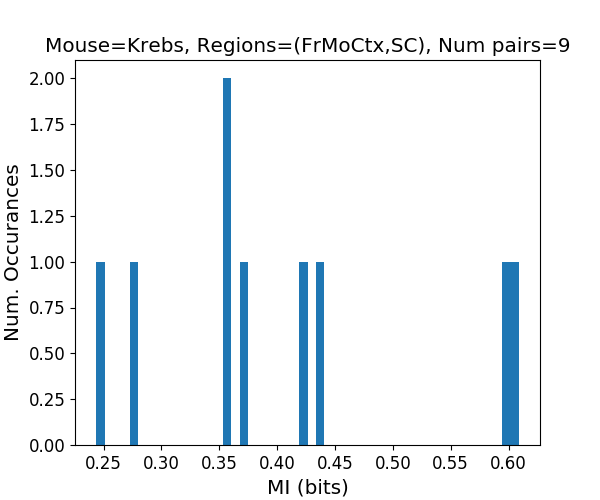 Mouse=Krebs, Regions=(FrMoCtx,SC), Num pairs=9
2.00
1.75
1.50
1.25
1.00
0.75
0.50
0.25
0.00
Num. Occurances
0.25 0.30 0.35 0.40 0.45 0.50 0.55 0.60
MI (bits)